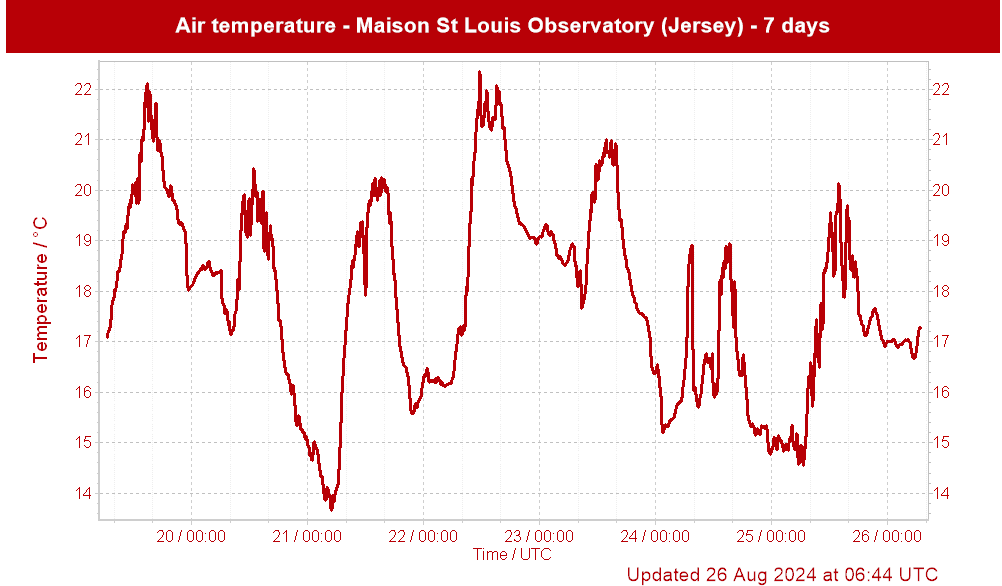 Air temperature - Maison St Louis Observatory (Jersey) - 7 days
22 22
21 21
20 20
19 19
18 18
17 17
16 16
15 15
14 14
Temperature / °C
20 / 00:00 21 / 00:00 22 / 00:00 23 / 00:00 24 / 00:00 25 / 00:00 26 / 00:00
Time / UTC
Updated 26 Aug 2024 at 06:44 UTC